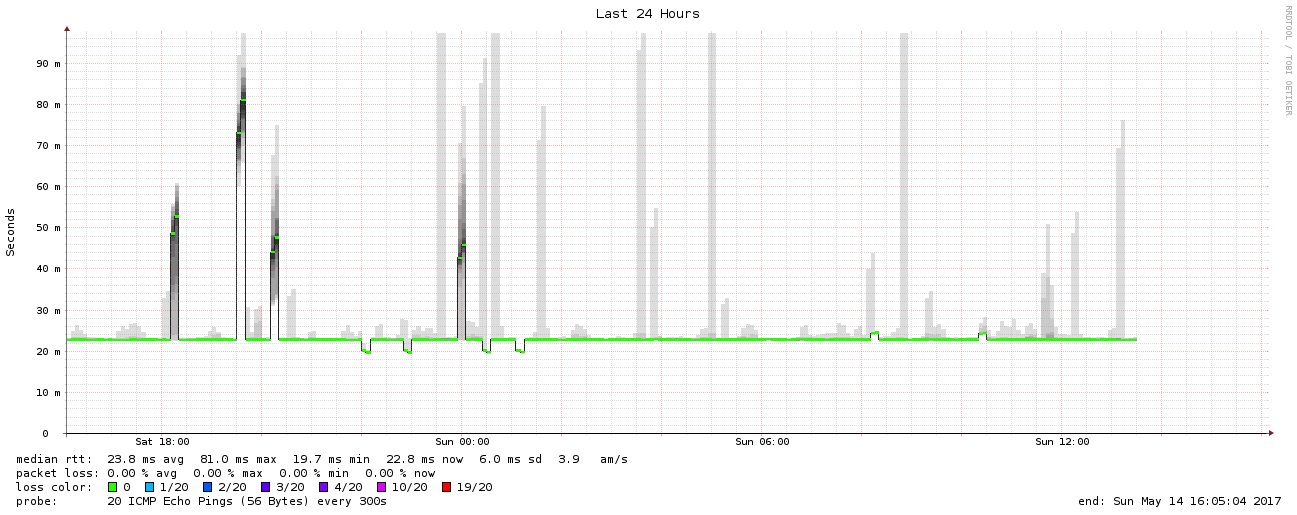 Last 24 Hours
RRDTOOL / TOBI OETIKER
Seconds
90 m
80 m
70 m
60 m
50 m
40 m
30 m
20 m
10 m
0
Sat 18:00 Sun 00:00 Sun 06:00 Sun 12:00
median rtt: 23.8 ms avg 81.0 ms max 19.7 ms min 22.8 ms now 6.0 ms sd 3.9 am/s
packet loss: 0.00 % avg 0.00 % max 0.00 % min 0.00 % now
loss color: 0 1/20 2/20 3/20 4/20 10/20 19/20
probe: 20 ICMP Echo Pings (56 Bytes) every 300s end: Sun May 14 16:05:04 2017